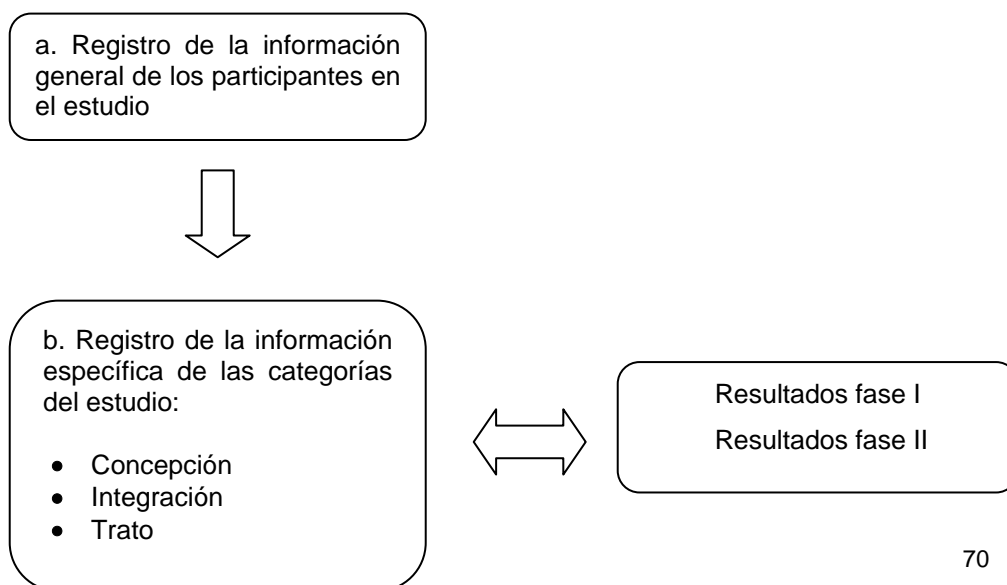 a. Registro de la información
general de los participantes en
el estudio
b. Registro de la información
específica de las categorías
del estudio:
• Concepción
• Integración
• Trato
Resultados fase I
Resultados fase II
70